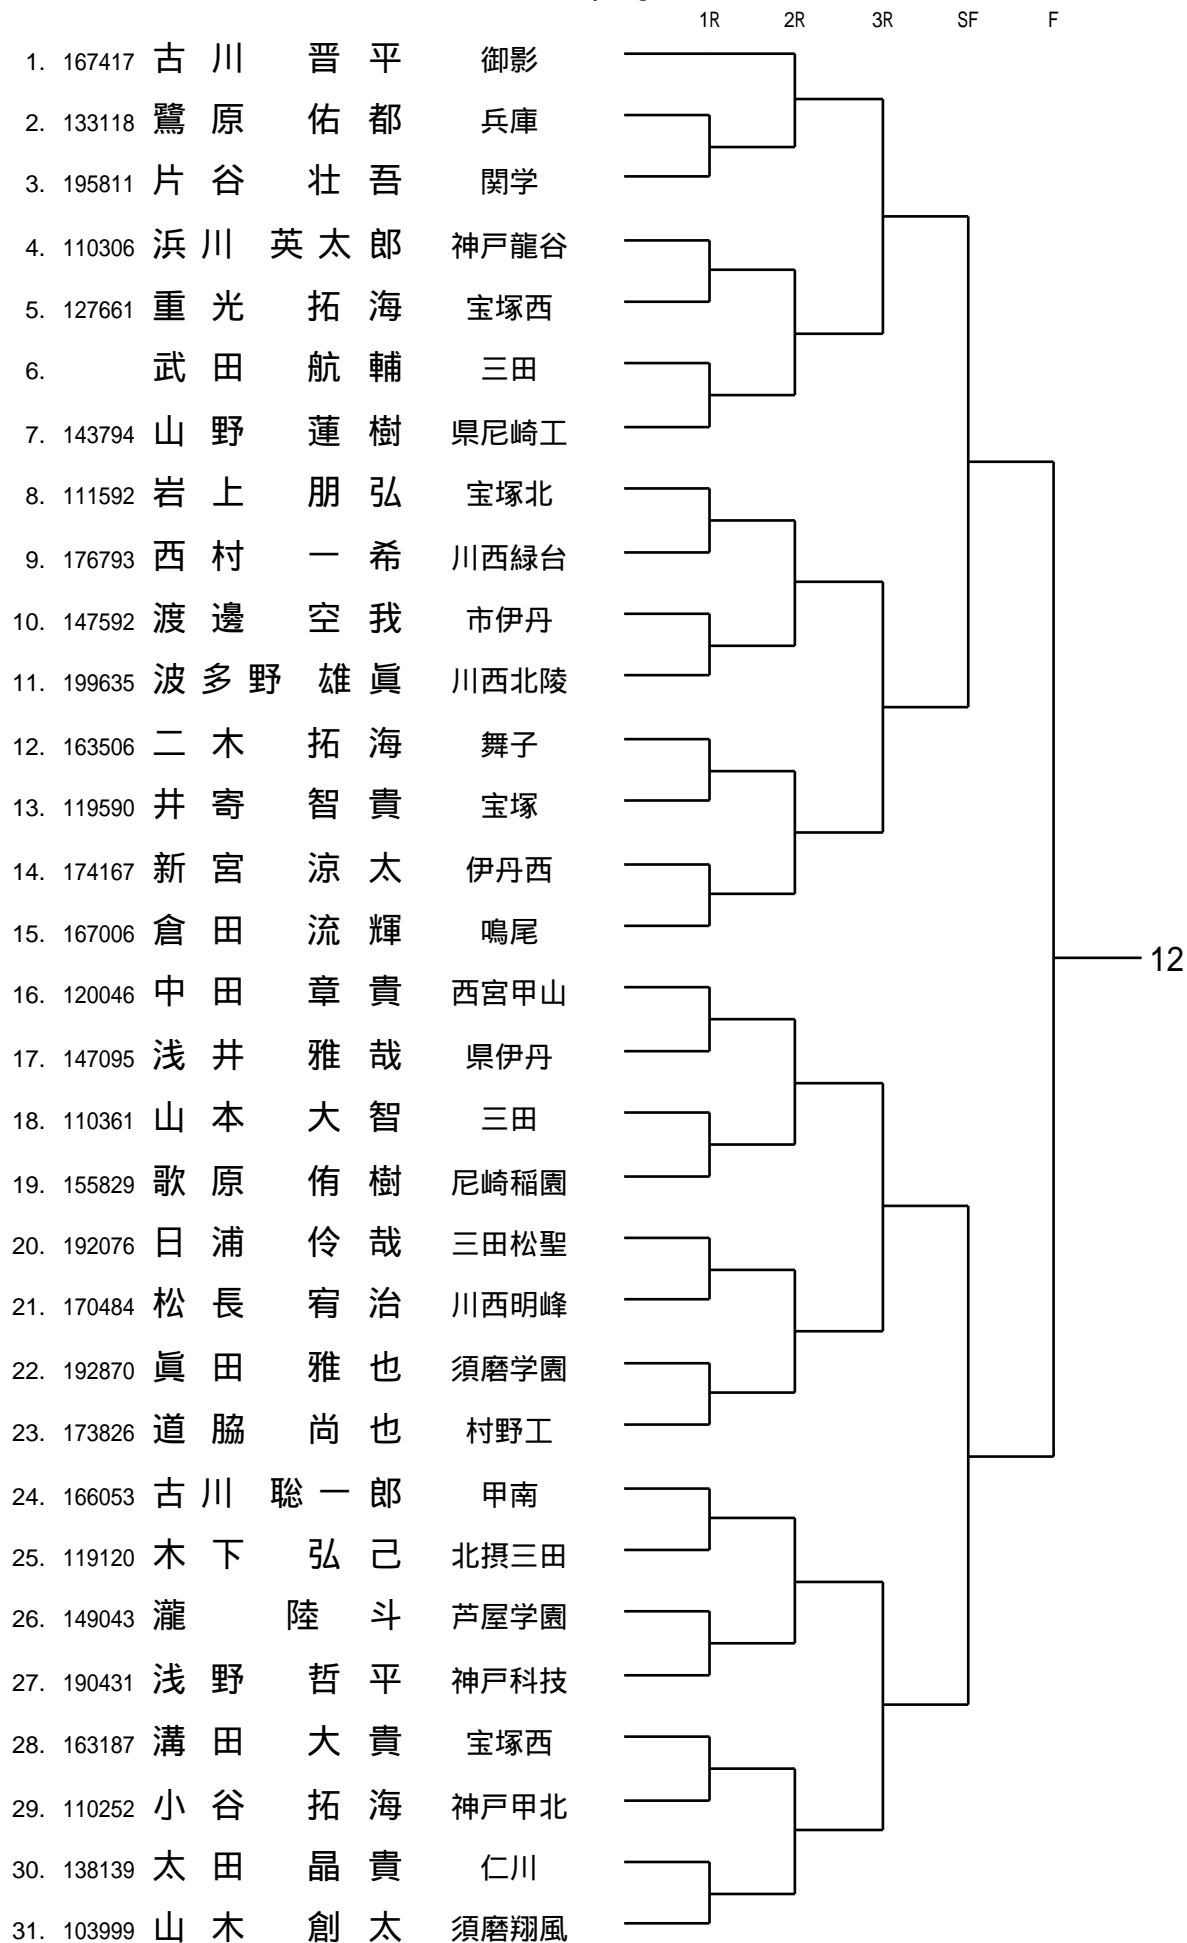 1R 2R 3R SF F
1. 167417 古川 晋平 御影
2. 133118 鷺原 佑都 兵庫
3. 195811 片谷 壮吾 関学
4. 110306 浜川 英太郎 神戸龍谷
5. 127661 重光 拓海 宝塚西
6. 武田 航輔 三田
7. 143794 山野 蓮樹 県尼崎工
8. 111592 岩上 朋弘 宝塚北
9. 176793 西村 一希 川西緑台
10. 147592 渡邊 空我 市伊丹
11. 199635 波多野 雄眞 川西北陵
12. 163506 二木 拓海 舞子
13. 119590 井寄 智貴 宝塚
14. 174167 新宮 涼太 伊丹西
15. 167006 倉田 流輝 鳴尾
12
16. 120046 中田 章貴 西宮甲山
17. 147095 浅井 雅哉 県伊丹
18. 110361 山本 大智 三田
19. 155829 歌原 侑樹 尼崎稲園
20. 192076 日浦 伶哉 三田松聖
21. 170484 松長 宥治 川西明峰
22. 192870 眞田 雅也 須磨学園
23. 173826 道脇 尚也 村野工
24. 166053 古川 聡一郎 甲南
25. 119120 木下 弘己 北摂三田
26. 149043 瀧 陸斗 芦屋学園
27. 190431 浅野 哲平 神戸科技
28. 163187 溝田 大貴 宝塚西
29. 110252 小谷 拓海 神戸甲北
30. 138139 太田 晶貴 仁川
31. 103999 山木 創太 須磨翔風